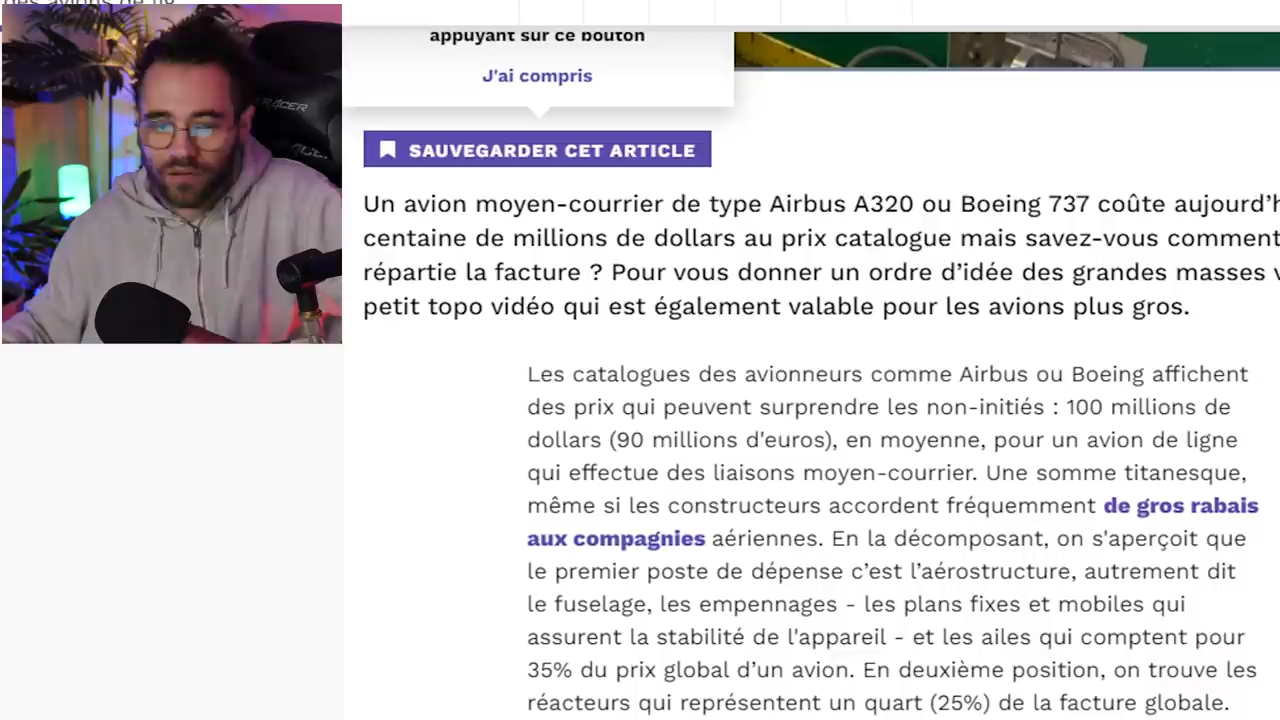 appuyant sur ce bouton
J'ai compris
SAUVEGARDER CET ARTICLE
Un avion moyen-courrier de type Airbus A320 ou Boeing 737 coûte aujourd'h
centaine de millions de dollars au prix catalogue mais savez-vous comment
répartie la facture ? Pour vous donner un ordre d'idée des grandes masses v
petit topo vidéo qui est également valable pour les avions plus gros.
Les catalogues des avionneurs comme Airbus ou Boeing affichent
des prix qui peuvent surprendre les non-initiés : 100 millions de
dollars (90 millions d'euros), en moyenne, pour un avion de ligne
qui effectue des liaisons moyen-courrier. Une somme titanesque,
même si les constructeurs accordent fréquemment de gros rabais
aux compagnies aériennes. En la décomposant, on s'aperçoit que
le premier poste de dépense c'est l'aérostructure, autrement dit
le fuselage, les empennages - les plans fixes et mobiles qui
assurent la stabilité de l'appareil - et les ailes qui comptent pour
35% du prix global d'un avion. En deuxième position, on trouve les
réacteurs qui représentent un quart (25%) de la facture globale.